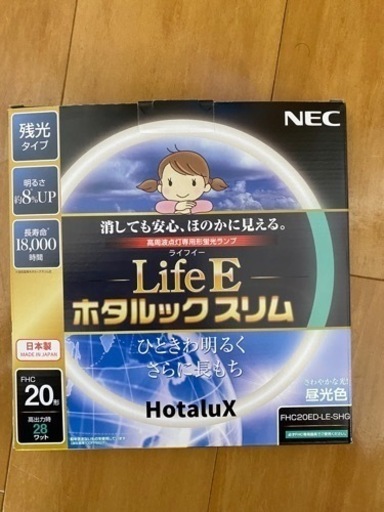 残光
タイプ
NEC
明るさ
約8%UP
長寿命
18,000
時間
消しても安心、ほのかに見える。
高周波点灯専用形蛍光ランプ
ライフイー
Life E
ホタルックスリム
日本製
MADE IN JAPAN
ひときわ明るく
さらに長もち
FHC
20形
高出力時
28
ワット
HotaluX
さわやかな光
昼光色
FHC20ED-LE-SHG